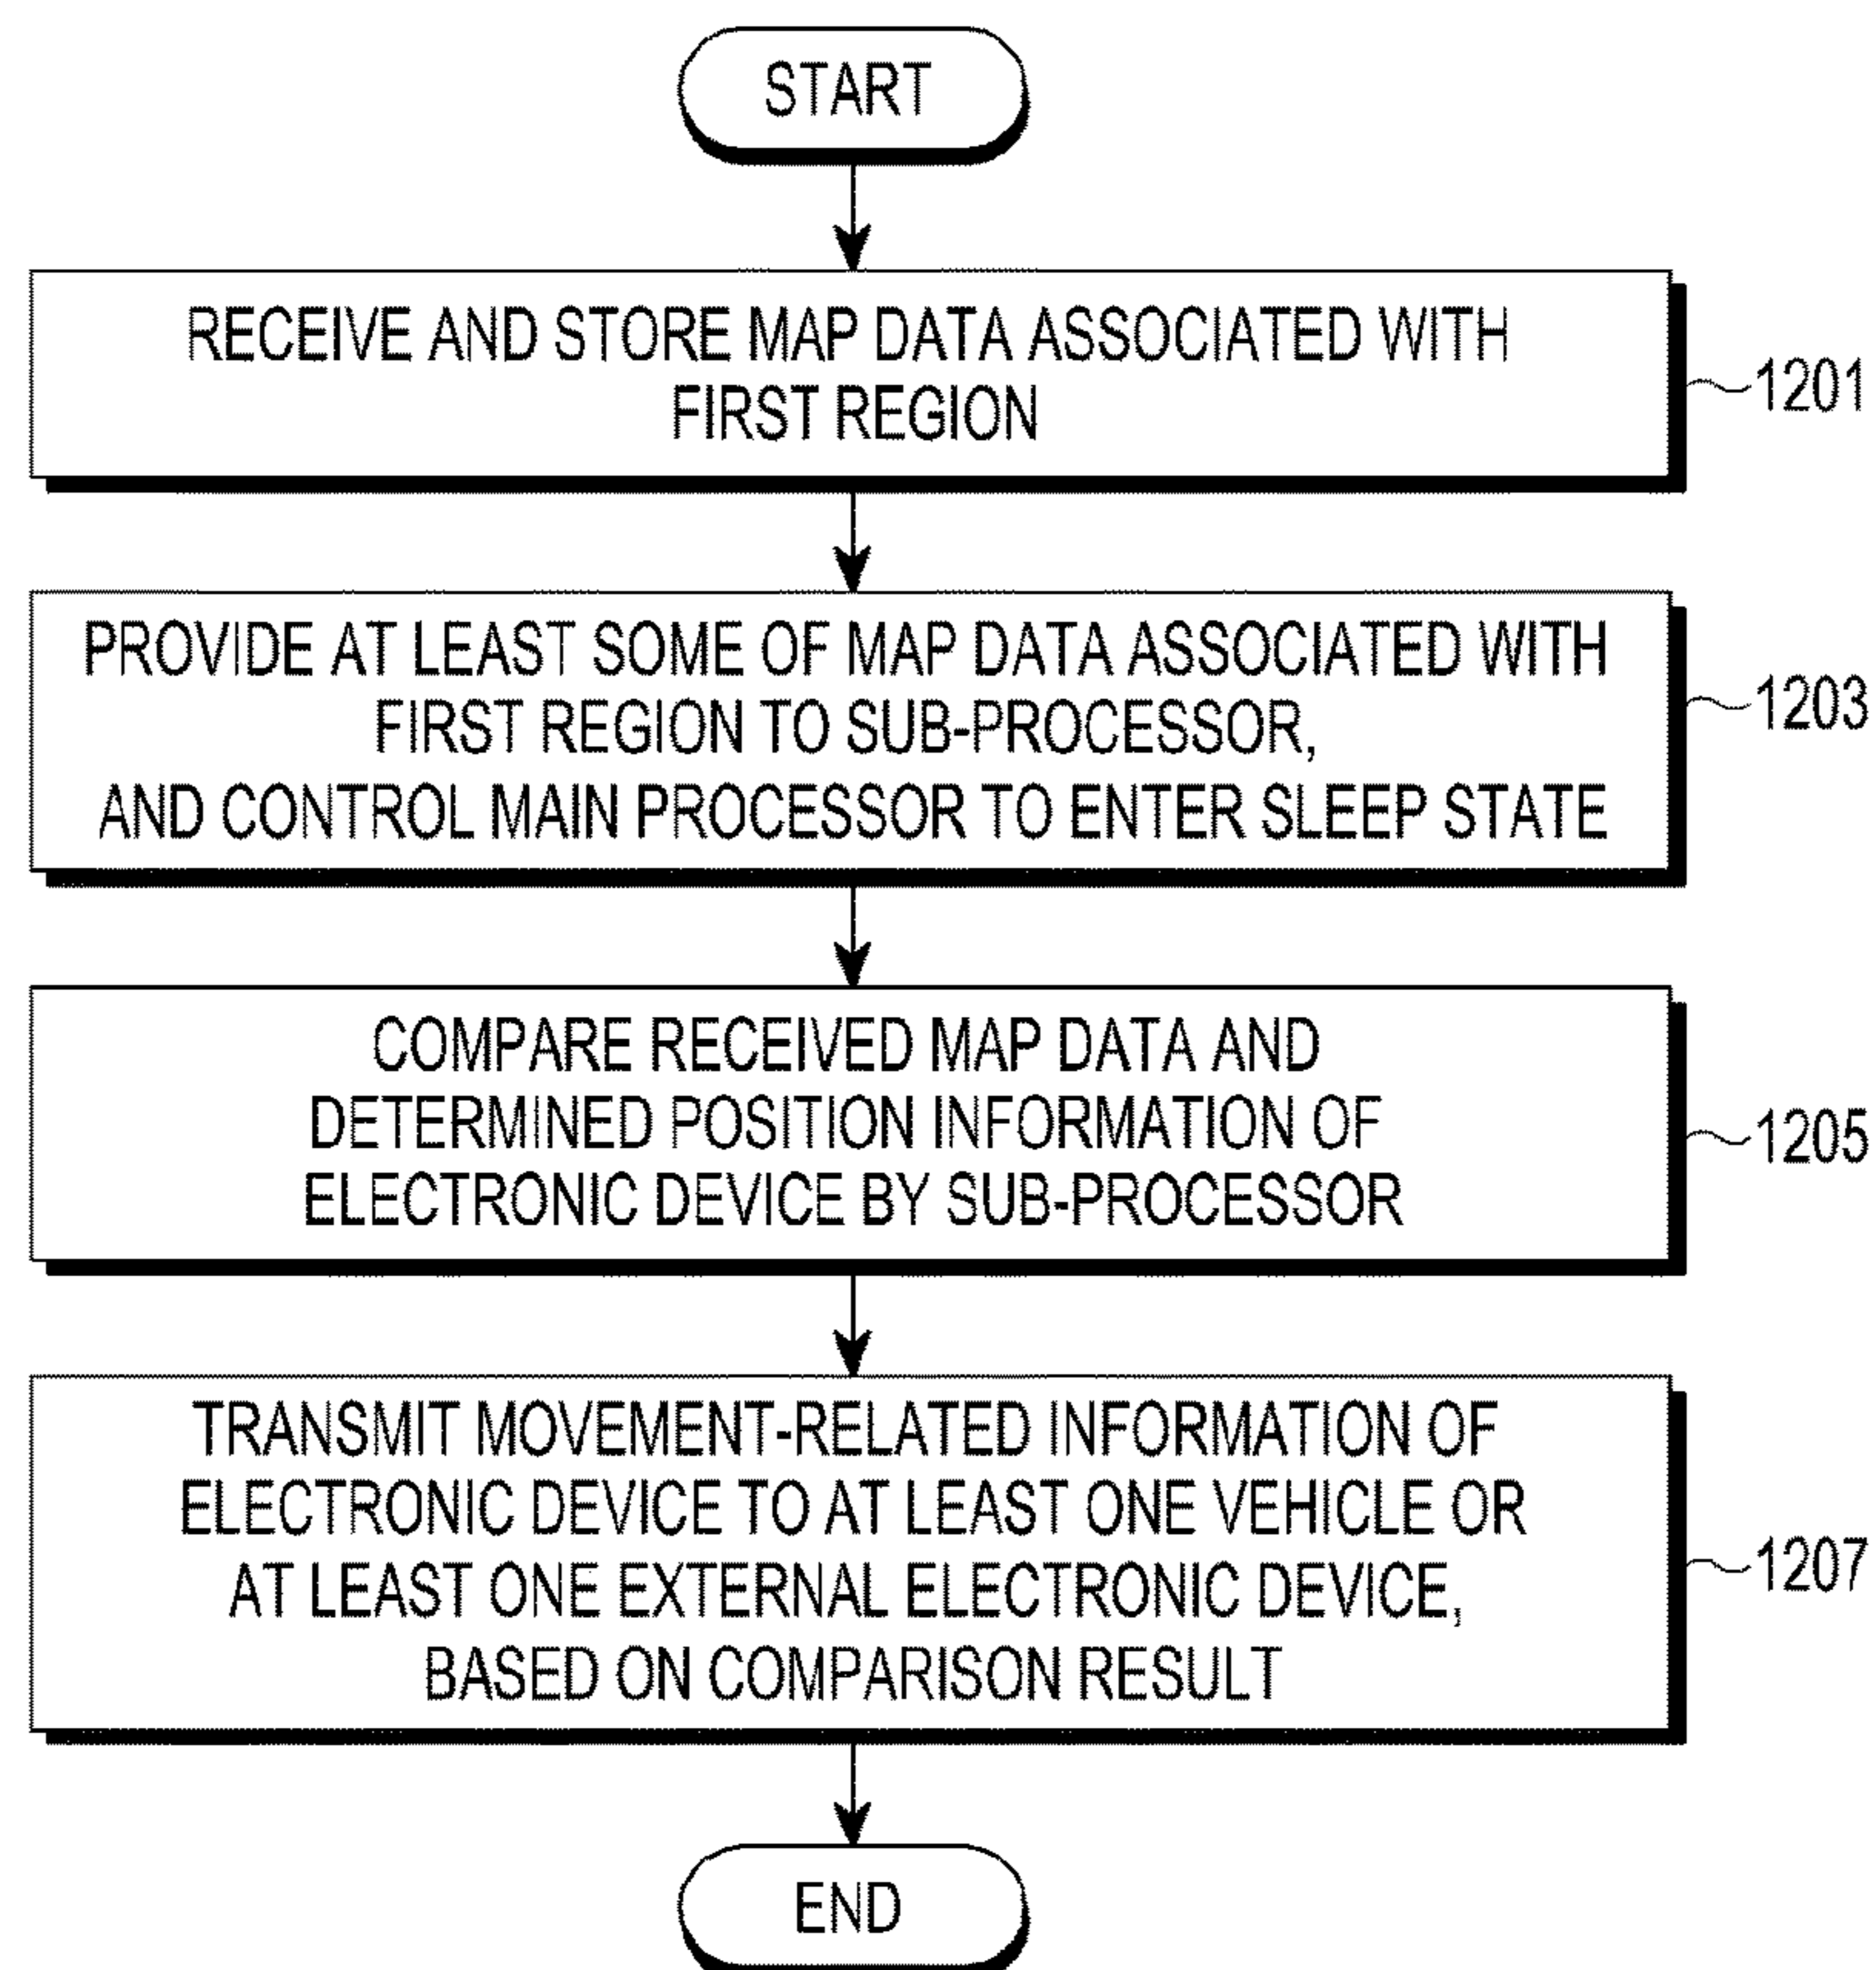 START
RECEIVE AND STORE MAP DATA ASSOCIATED WITH
FIRST REGION
1201
PROVIDE AT LEAST SOME OF MAP DATA ASSOCIATED WITH
FIRST REGION TO SUB-PROCESSOR,
AND CONTROL MAIN PROCESSOR TO ENTER SLEEP STATE
1203
COMPARE RECEIVED MAP DATA AND
DETERMINED POSITION INFORMATION OF
ELECTRONIC DEVICE BY SUB-PROCESSOR
1205
TRANSMIT MOVEMENT-RELATED INFORMATION OF
ELECTRONIC DEVICE TO AT LEAST ONE VEHICLE OR
AT LEAST ONE EXTERNAL ELECTRONIC DEVICE,
BASED ON COMPARISON RESULT
1207
END